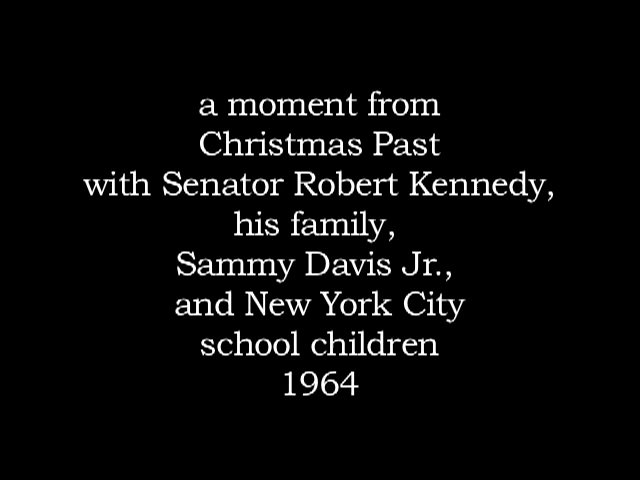 a moment from
Christmas Past
with Senator Robert Kennedy,
his family,
Sammy Davis Jr.,
and New York City
school children
1964